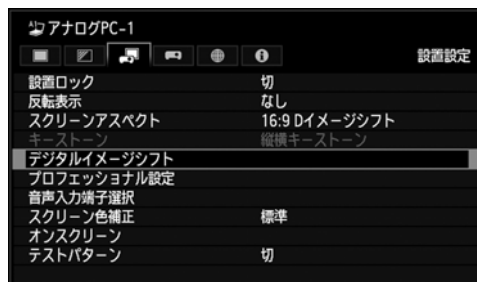 アナログPC-1
設置設定
設置ロック 切
反転表示 なし
スクリーンアスペクト 16:9 Dイメージシフト
キーストーン 縦横キーストーン
デジタルイメージシフト
プロフェッショナル設定
音声入力端子選択
スクリーン色補正 標準
オンスクリーン
テストパターン 切